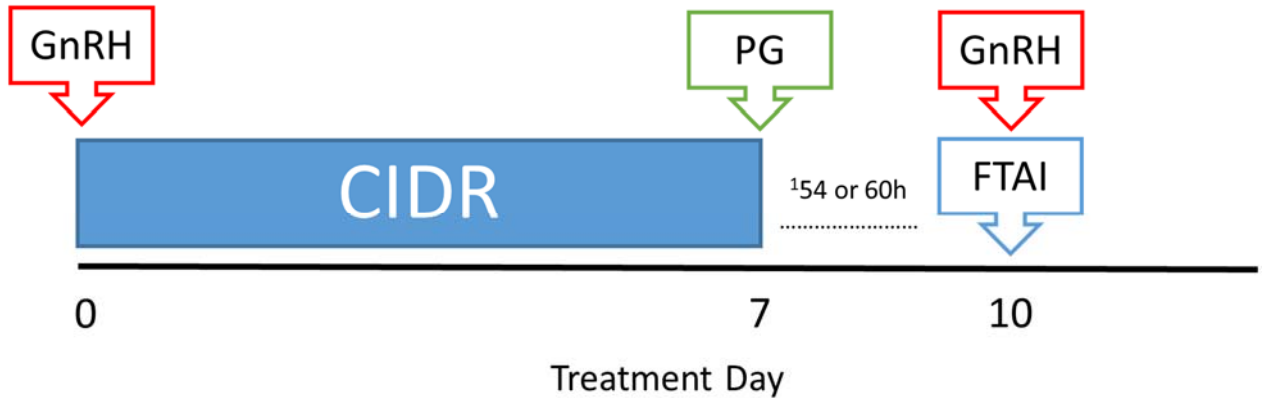 GnRH
PG
GnRH
CIDR
¹54 or 60h
FTAI
0
7
10
Treatment Day